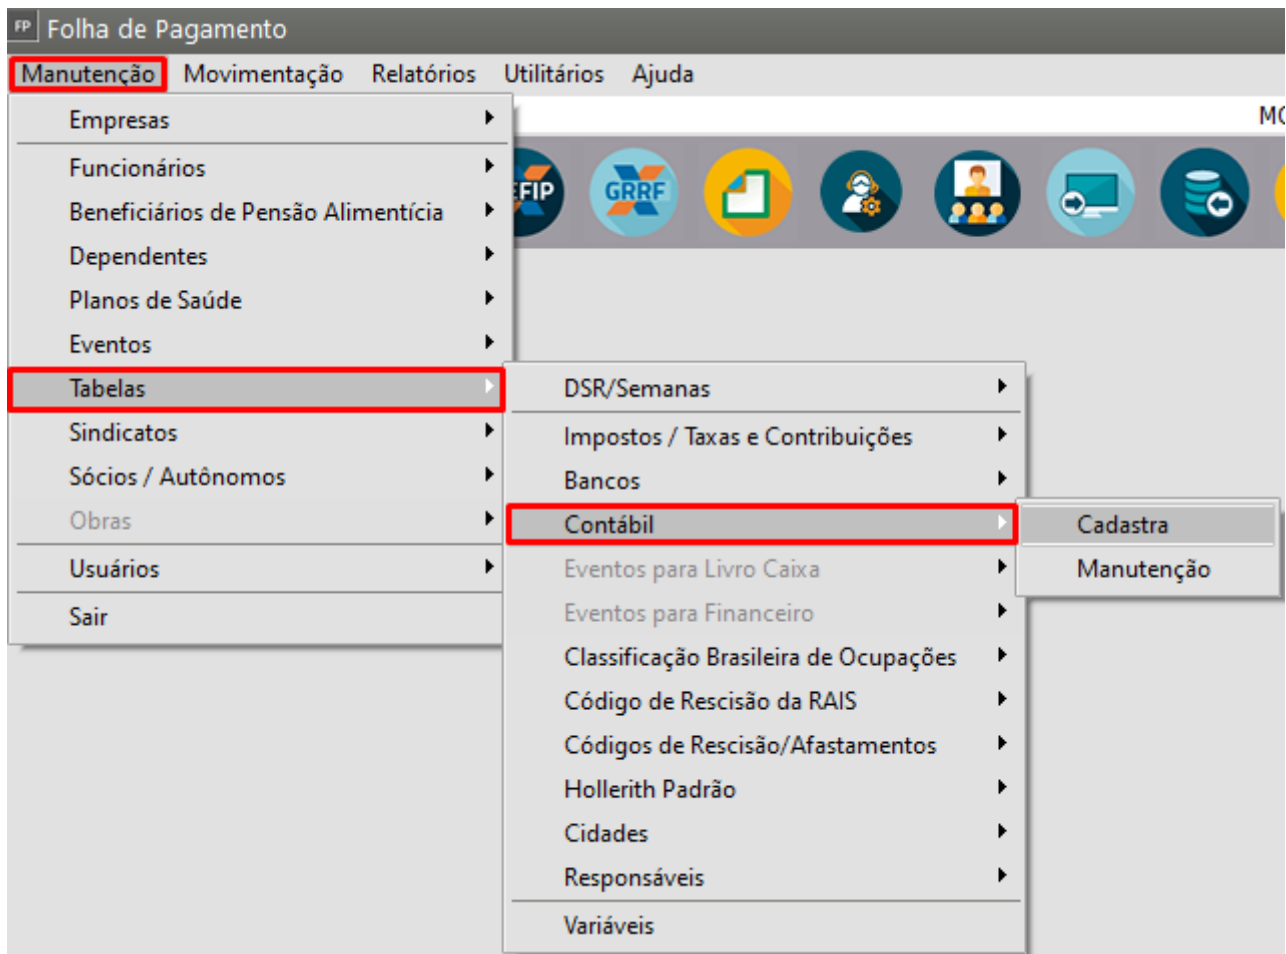 FP Folha de Pagamento
Manutenção Movimentação Relatórios Utilitários Ajuda
Empresas
Funcionários
Beneficiários de Pensão Alimentícia
Dependentes
Planos de Saúde
Eventos
Tabelas
Sindicatos
Sócios / Autônomos
Obras
Usuários
Sair
MO
EFIP
GRRF
DSR/Semanas
Impostos / Taxas e Contribuições
Bancos
Contábil
Eventos para Livro Caixa
Eventos para Financeiro
Classificação Brasileira de Ocupações
Código de Rescisão da RAIS
Códigos de Rescisão/Afastamentos
Hollerith Padrão
Cidades
Responsáveis
Variáveis
Cadastra
Manutenção